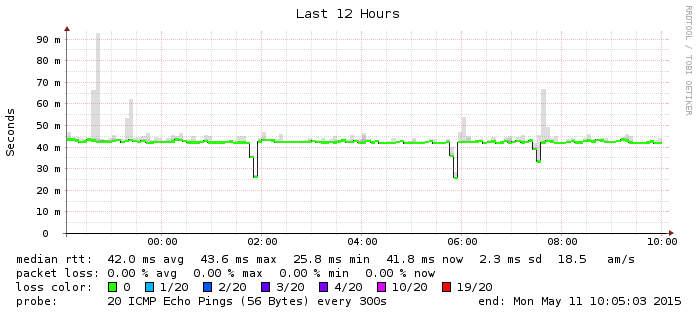 Last 12 Hours
RRDTOOL / TOBI OETIKER
Seconds
90 m
80 m
70 m
60 m
50 m
40 m
30 m
20 m
10 m
0
00:00 02:00 04:00 06:00 08:00 10:00
median rtt: 42.0 ms avg 43.6 ms max 25.8 ms min 41.8 ms now 2.3 ms sd 18.5 am/s
packet loss: 0.00 % avg 0.00 % max 0.00 % min 0.00 % now
loss color: 0 1/20 2/20 3/20 4/20 10/20 19/20
probe: 20 ICMP Echo Pings (56 Bytes) every 300s end: Mon May 11 10:05:03 2015